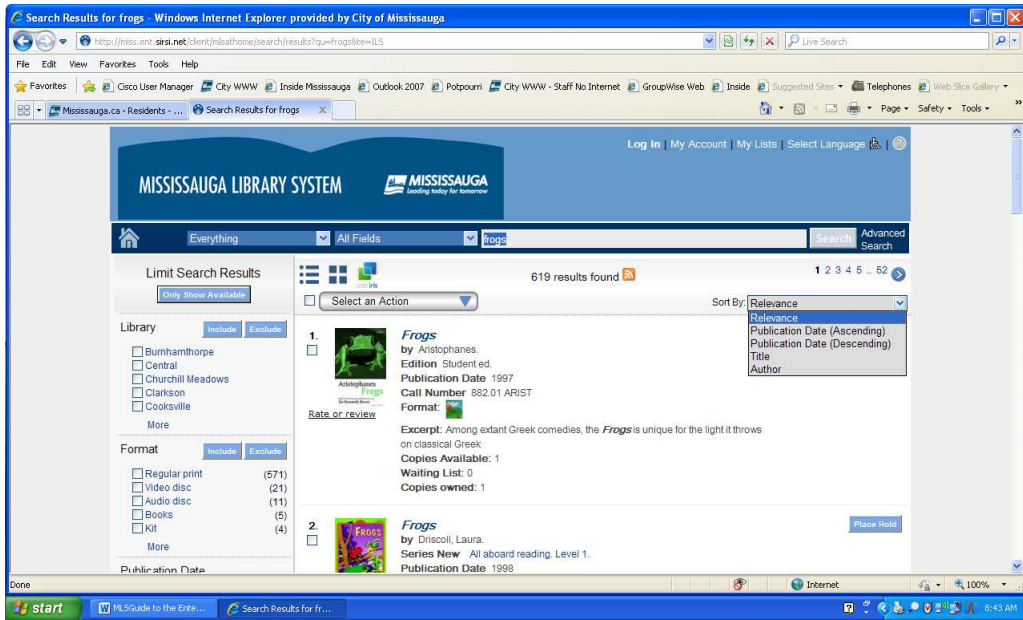 Search Results for frogs - Windows Internet Explorer provided by City of Mississauga
http://miss.ent.sirsi.net/client/mlsathome/search/results?qu=frogs&te=ILS
Live Search
File Edit View Favorites Tools Help
Favorites Cisco User Manager City WWW Inside Mississauga Outlook 2007 Potpourri City WWW - Staff No Internet GroupWise Web Inside Suggested Sites Telephones Web Slice Gallery
Mississauga.ca - Residents - ... Search Results for frogs X Page Safety Tools »
Log In | My Account | My Lists | Select Language | ?
MISSISSAUGA LIBRARY SYSTEM
MISSISSAUGA
Leading today for tomorrow
Everything All Fields frogs Search Advanced Search
Limit Search Results
Only Show Available
619 results found
1 2 3 4 5 .. 52
Select an Action
Sort By: Relevance
Relevance
Publication Date (Ascending)
Publication Date (Descending)
Title
Author
Library Include Exclude
Burnhamthorpe
Central
Churchill Meadows
Clarkson
Cooksville
More
Format Include Exclude
Regular print (571)
Video disc (21)
Audio disc (11)
Books (5)
Kit (4)
More
Publication Date
1.
Aristophanes
Frogs
Rate or review
Frogs
by Aristophanes.
Edition Student ed.
Publication Date 1997
Call Number 882.01 ARIST
Format:
Excerpt: Among extant Greek comedies, the Frogs is unique for the light it throws
on classical Greek
Copies Available: 1
Waiting List: 0
Copies owned: 1
2.
FROGS
Frogs
by Driscoll, Laura.
Series New All aboard reading. Level 1.
Publication Date 1998
Place Hold
Done Internet 100%
start MLSGuide to the Ente... Search Results for fr... 8:43 AM